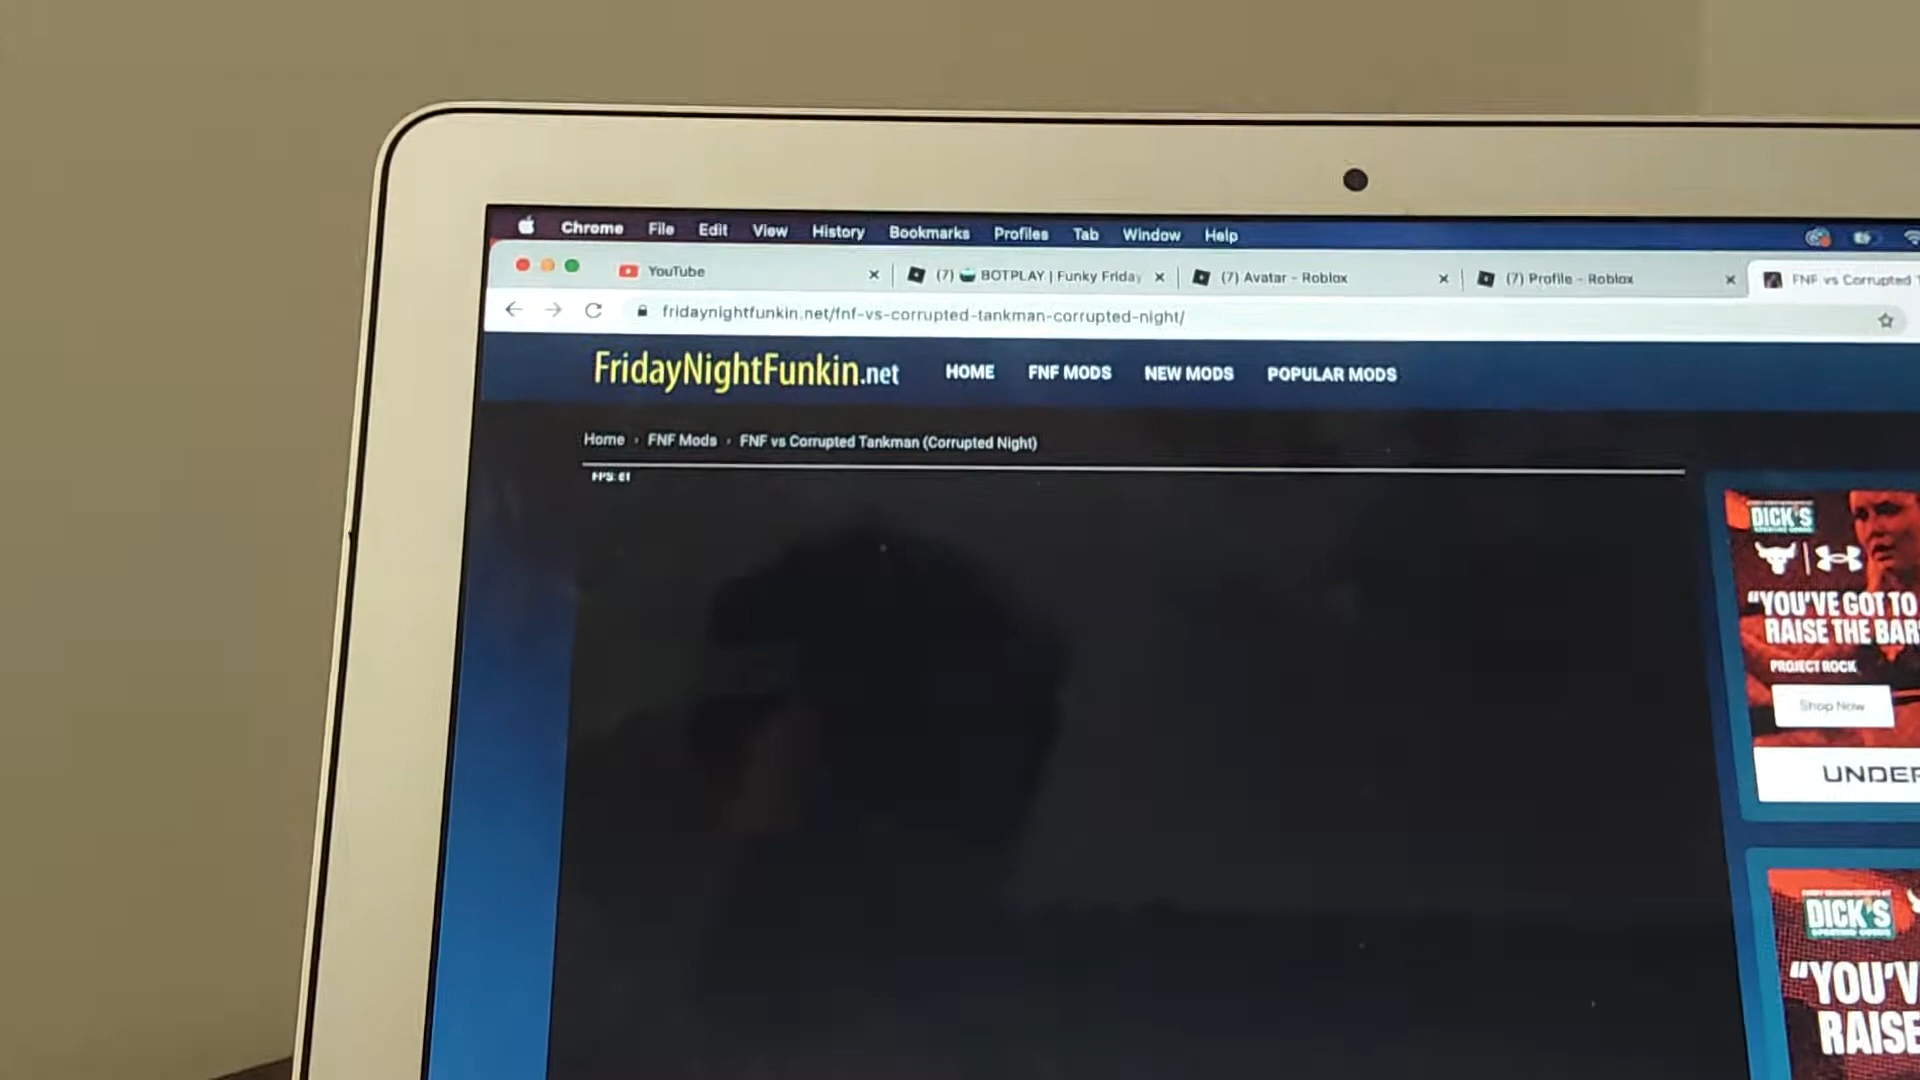 Chrome File Edit View History Bookmarks Profiles Tab Window Help
YouTube
(7) BOTPLAY | Funky Friday
(7) Avatar - Roblox
(7) Profile - Roblox
FNF vs Corrupted
fridaynightfunkin.net/fnf-vs-corrupted-tankman-corrupted-night/
FridayNightFunkin.net
HOME FNF MODS NEW MODS POPULAR MODS
Home › FNF Mods › FNF vs Corrupted Tankman (Corrupted Night)
FPS: 61
DICK'S
"YOU'VE GOT TO
RAISE THE BAR
PROJECT ROCK
Shop Now
UNDER
DICK'S
"YOU'V
RAISE